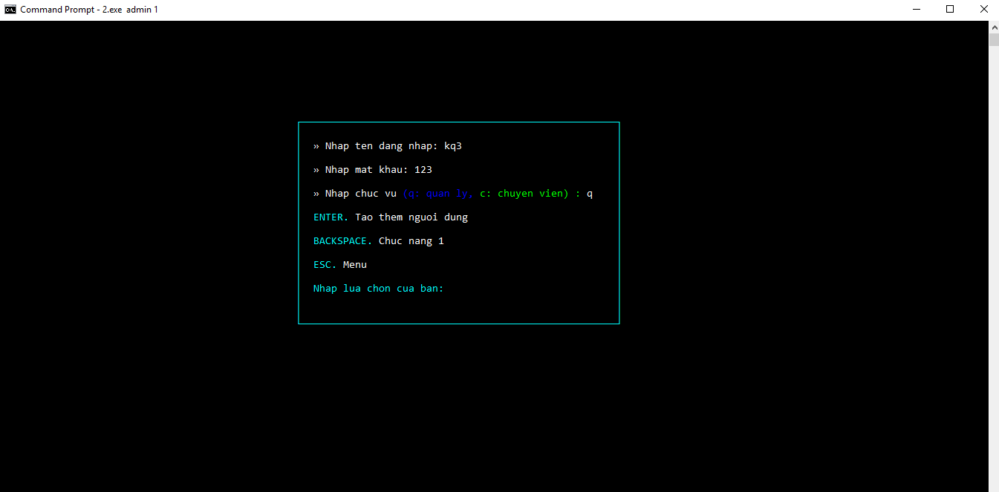 Command Prompt - 2.exe  admin 1
» Nhap ten dang nhap: kq3
» Nhap mat khau: 123
» Nhap chuc vu (q: quan ly, c: chuyen vien) : q
ENTER. Tao them nguoi dung
BACKSPACE. Chuc nang 1
ESC. Menu
Nhap lua chon cua ban: